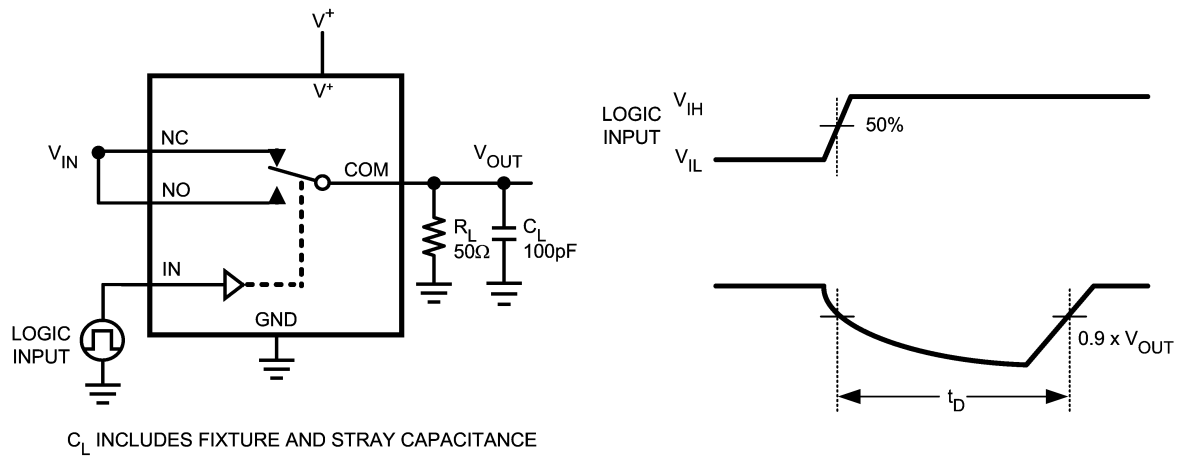 V+
V+
NC
VIN
COM
VOUT
NO
RL
50Ω
CL
100pF
IN
GND
LOGIC
INPUT
CL INCLUDES FIXTURE AND STRAY CAPACITANCE
LOGIC
INPUT
VIH
50%
VIL
0.9 x VOUT
tD